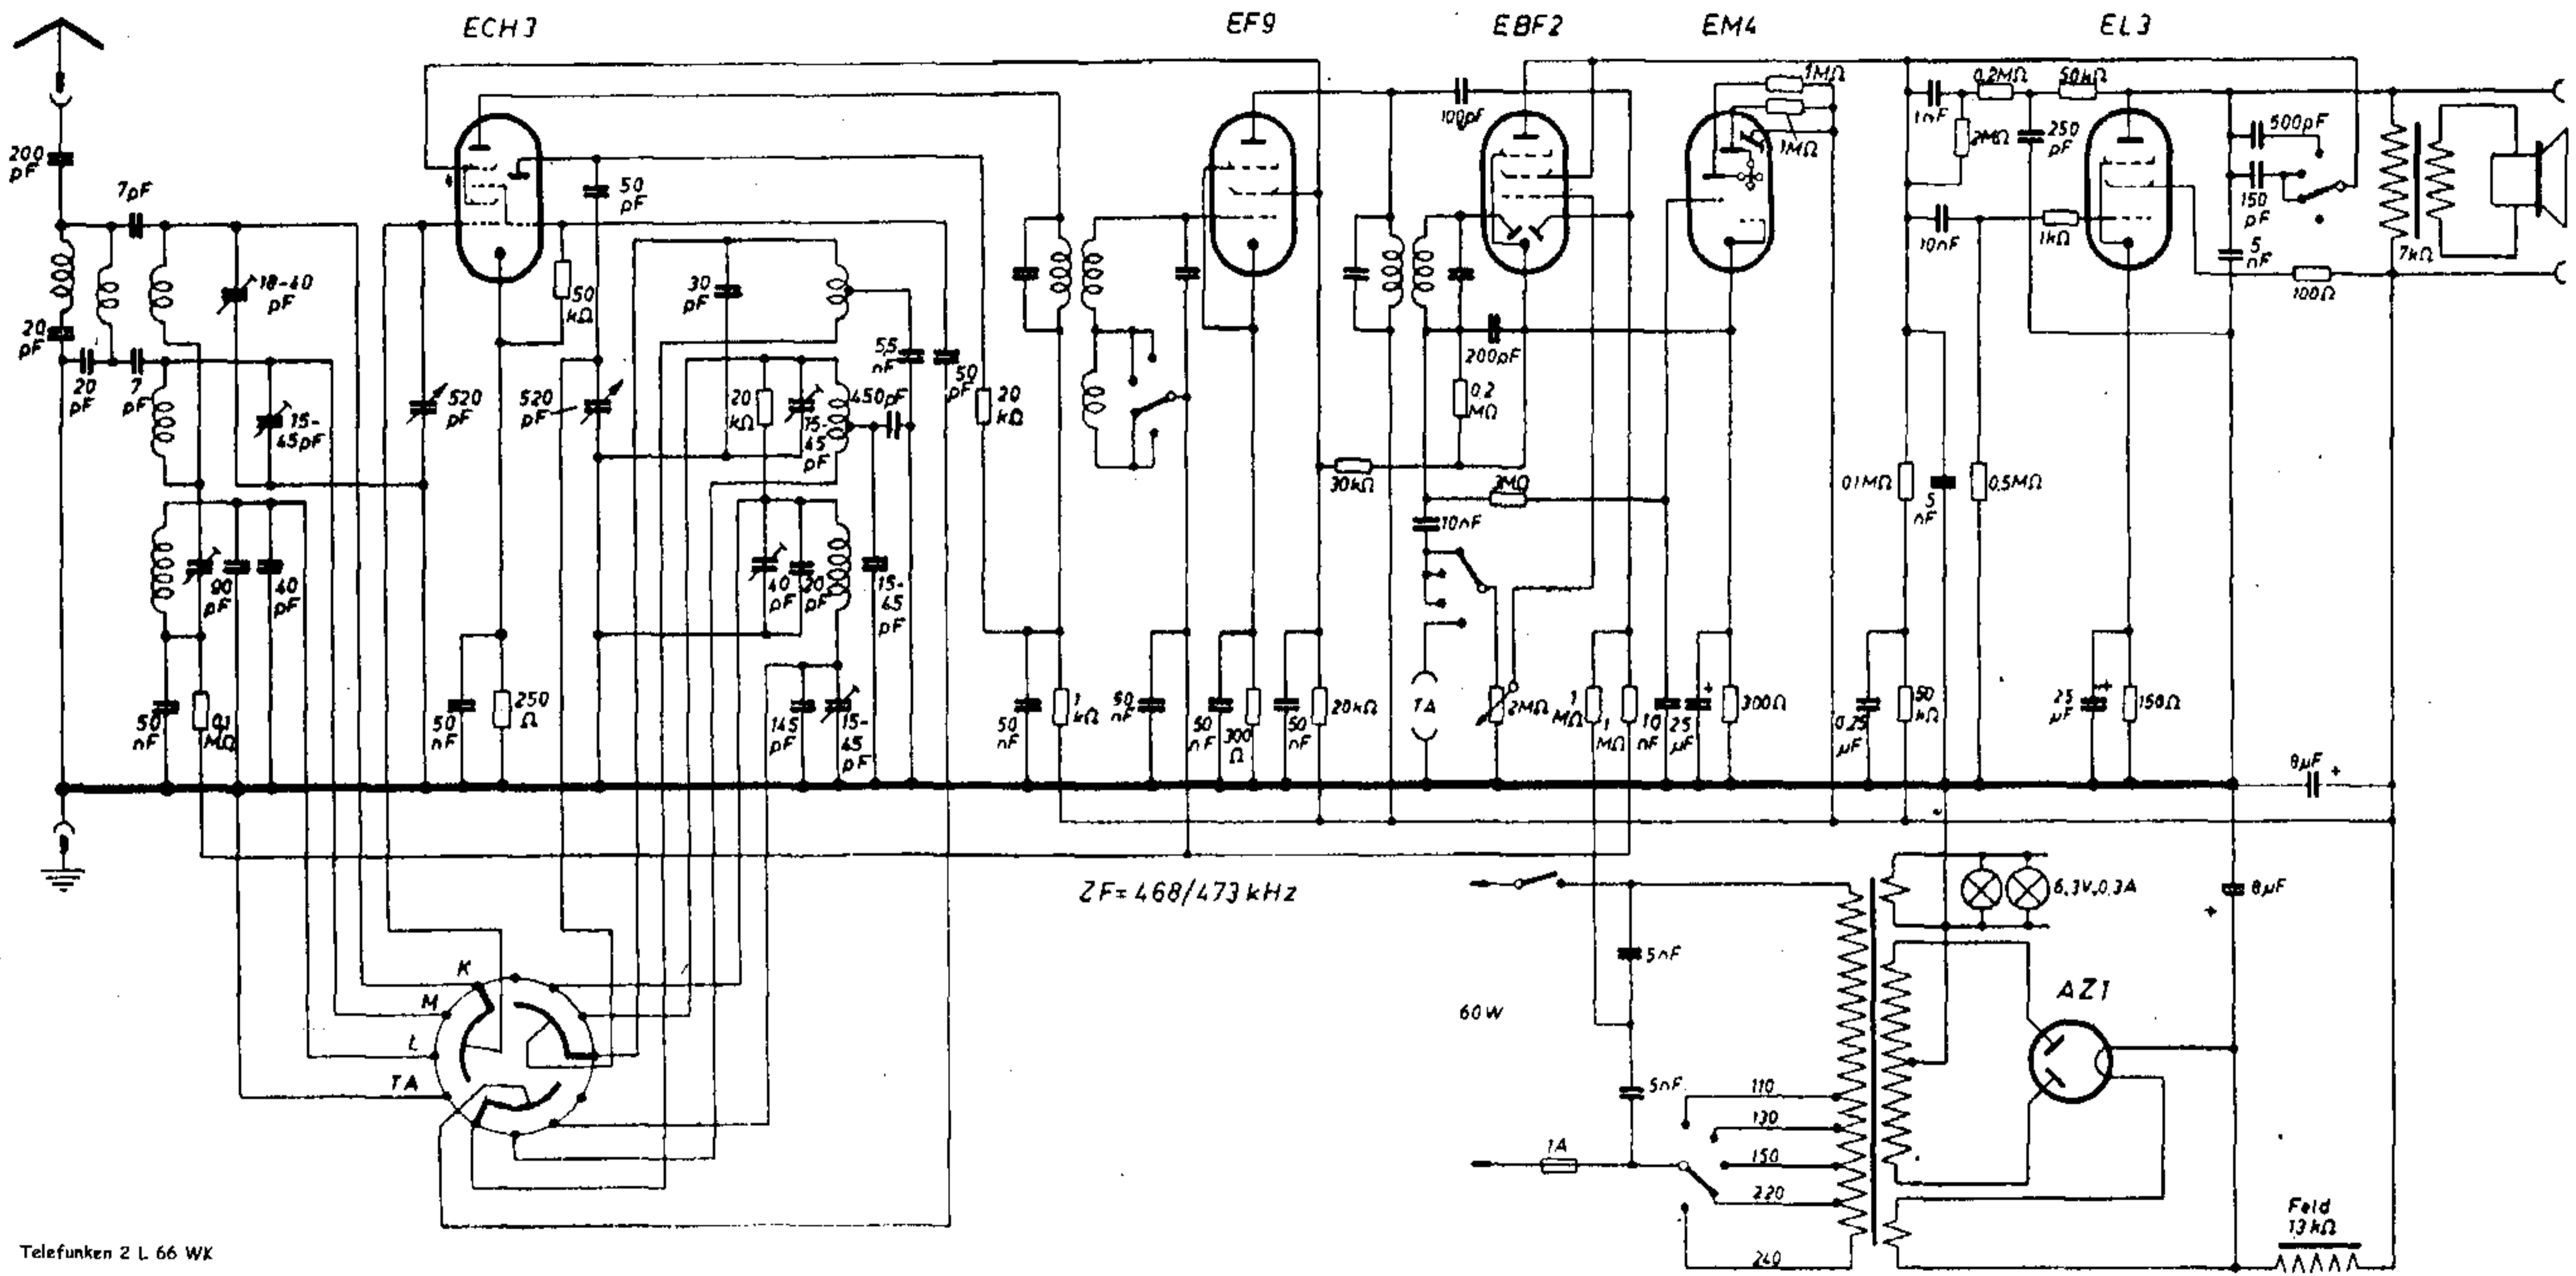 ECH3
EF9
EBF2
EM4
EL3
200 pF
7pF
20 pF
20 pF
7 pF
18-40 pF
15-45pF
90 pF
40 pF
50 nF
0,1 MΩ
520 pF
50 nF
250 Ω
50 kΩ
50 pF
520 pF
30 pF
20 kΩ
15-45 pF
450pF
5,5 nF
50 pF
20 kΩ
40 pF
20 pF
15-45 pF
145 pF
15-45 pF
50 nF
1 kΩ
50 nF
50 nF
300 Ω
50 nF
20kΩ
30kΩ
100pF
200pF
0,2 MΩ
2MΩ
10nF
TA
2MΩ
1 MΩ
1 MΩ
10 nF
25 µF
300Ω
1MΩ
1MΩ
1nF
0,2MΩ
50kΩ
2MΩ
250 pF
10nF
1kΩ
500pF
150 pF
5 nF
100Ω
7kΩ
0,1MΩ
5 nF
0,5MΩ
0,25 µF
50 kΩ
25 µF
150Ω
8µF
+
ZF=468/473 kHz
6,3V,0,3A
8µF
+
K
M
L
TA
60W
5nF
5nF
1A
110
130
150
220
240
AZ1
Feld
1,3 kΩ
Telefunken 2 L 66 WK